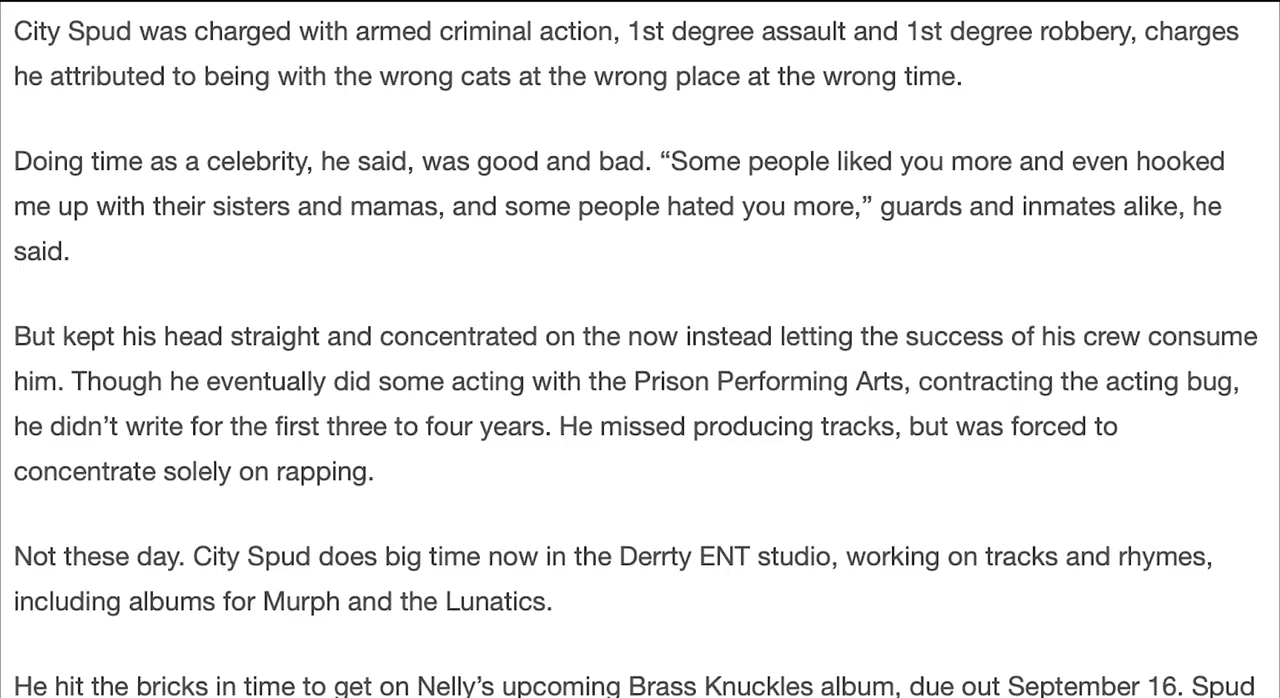 City Spud was charged with armed criminal action, 1st degree assault and 1st degree robbery, charges
he attributed to being with the wrong cats at the wrong place at the wrong time.
Doing time as a celebrity, he said, was good and bad. “Some people liked you more and even hooked
me up with their sisters and mamas, and some people hated you more,” guards and inmates alike, he
said.
But kept his head straight and concentrated on the now instead letting the success of his crew consume
him. Though he eventually did some acting with the Prison Performing Arts, contracting the acting bug,
he didn’t write for the first three to four years. He missed producing tracks, but was forced to
concentrate solely on rapping.
Not these day. City Spud does big time now in the Derrty ENT studio, working on tracks and rhymes,
including albums for Murph and the Lunatics.
He hit the bricks in time to get on Nelly’s upcoming Brass Knuckles album, due out September 16. Spud